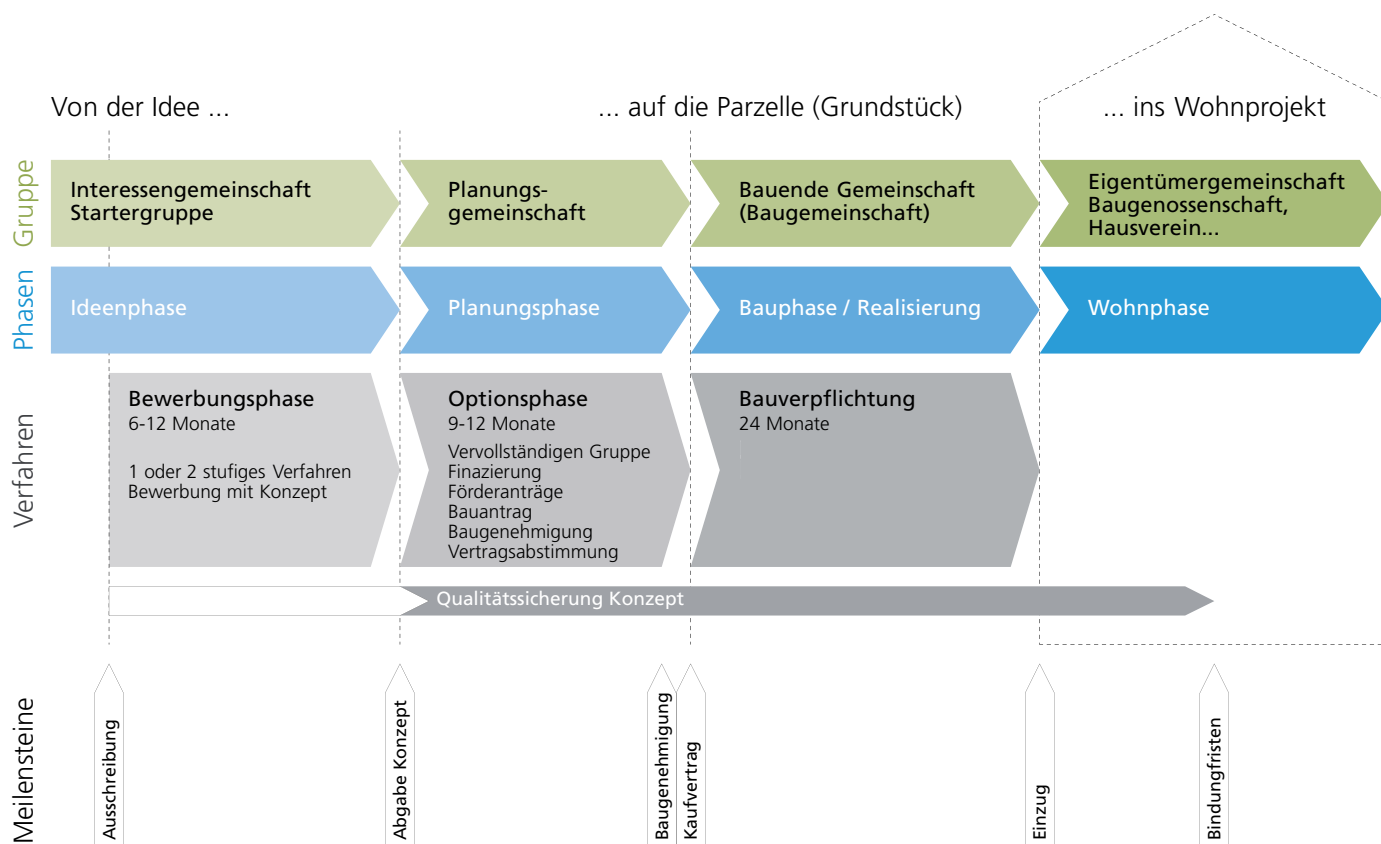 Von der Idee ...
... auf die Parzelle (Grundstück)
... ins Wohnprojekt
Gruppe
Interessengemeinschaft
Startergruppe
Planungs-
gemeinschaft
Bauende Gemeinschaft
(Baugemeinschaft)
Eigentümergemeinschaft
Baugenossenschaft,
Hausverein...
Phasen
Ideenphase
Planungsphase
Bauphase / Realisierung
Wohnphase
Verfahren
Bewerbungsphase
6-12 Monate
1 oder 2 stufiges Verfahren
Bewerbung mit Konzept
Optionsphase
9-12 Monate
Vervollständigen Gruppe
Finazierung
Förderanträge
Bauantrag
Baugenehmigung
Vertragsabstimmung
Bauverpflichtung
24 Monate
Qualitätssicherung Konzept
Meilensteine
Ausschreibung
Abgabe Konzept
Baugenehmigung
Kaufvertrag
Einzug
Bindungfristen